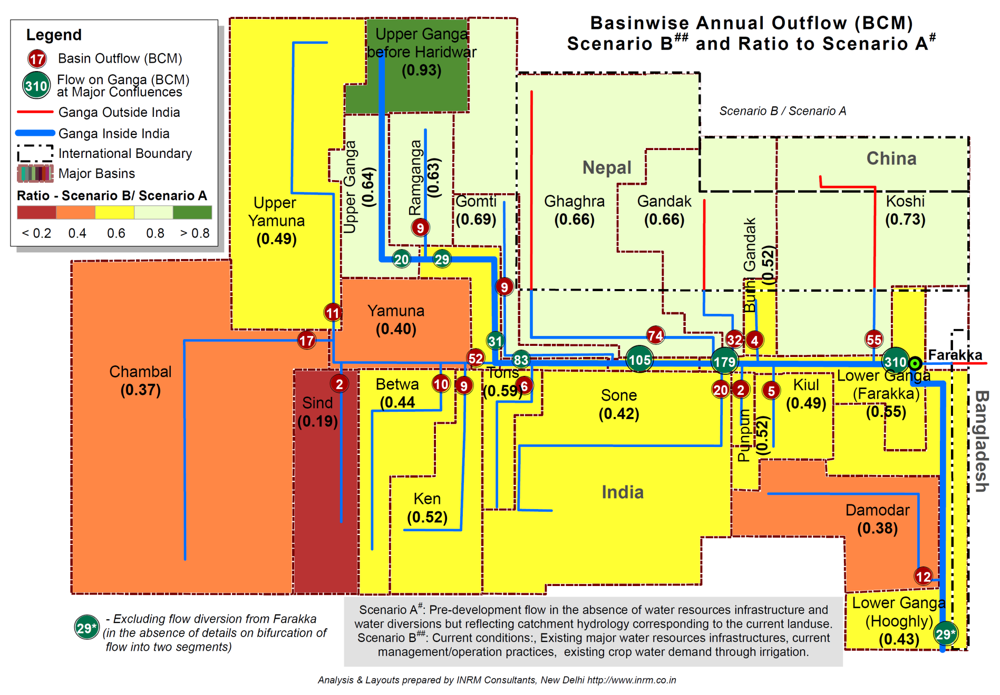 Basinwise Annual Outflow (BCM)
Scenario B## and Ratio to Scenario A#
Legend
17 Basin Outflow (BCM)
310 Flow on Ganga (BCM)
at Major Confluences
Ganga Outside India
Ganga Inside India
International Boundary
Major Basins
Ratio - Scenario B/ Scenario A
< 0.2 0.4 0.6 0.8 > 0.8
Scenario B / Scenario A
Upper Ganga
before Haridwar
(0.93)
Upper
Yamuna
(0.49)
Upper Ganga
(0.64)
Ramganga
(0.63)
9
Gomti
(0.69)
Nepal
Ghaghra
(0.66)
Gandak
(0.66)
China
Koshi
(0.73)
Burhi Gandak
(0.52)
20
29
9
11
17
Yamuna
(0.40)
31
52
83
74
105
179
32
4
55
310
Farakka
Chambal
(0.37)
2
Sind
(0.19)
Betwa
(0.44
10
9
Tons
(0.59)
6
Sone
(0.42)
20
2
Punpun
(0.52)
5
Kiul
(0.49)
Lower Ganga
(Farakka)
(0.55)
Bangladesh
Ken
(0.52)
India
Damodar
(0.38)
12
Lower Ganga
(Hooghly)
(0.43)
29*
29*
- Excluding flow diversion from Farakka
(in the absence of details on bifurcation of
flow into two segments)
Scenario A#: Pre-development flow in the absence of water resources infrastructure and
water diversions but reflecting catchment hydrology corresponding to the current landuse.
Scenario B##: Current conditions:, Existing major water resources infrastructures, current
management/operation practices, existing crop water demand through irrigation.
Analysis & Layouts prepared by INRM Consultants, New Delhi http://www.inrm.co.in